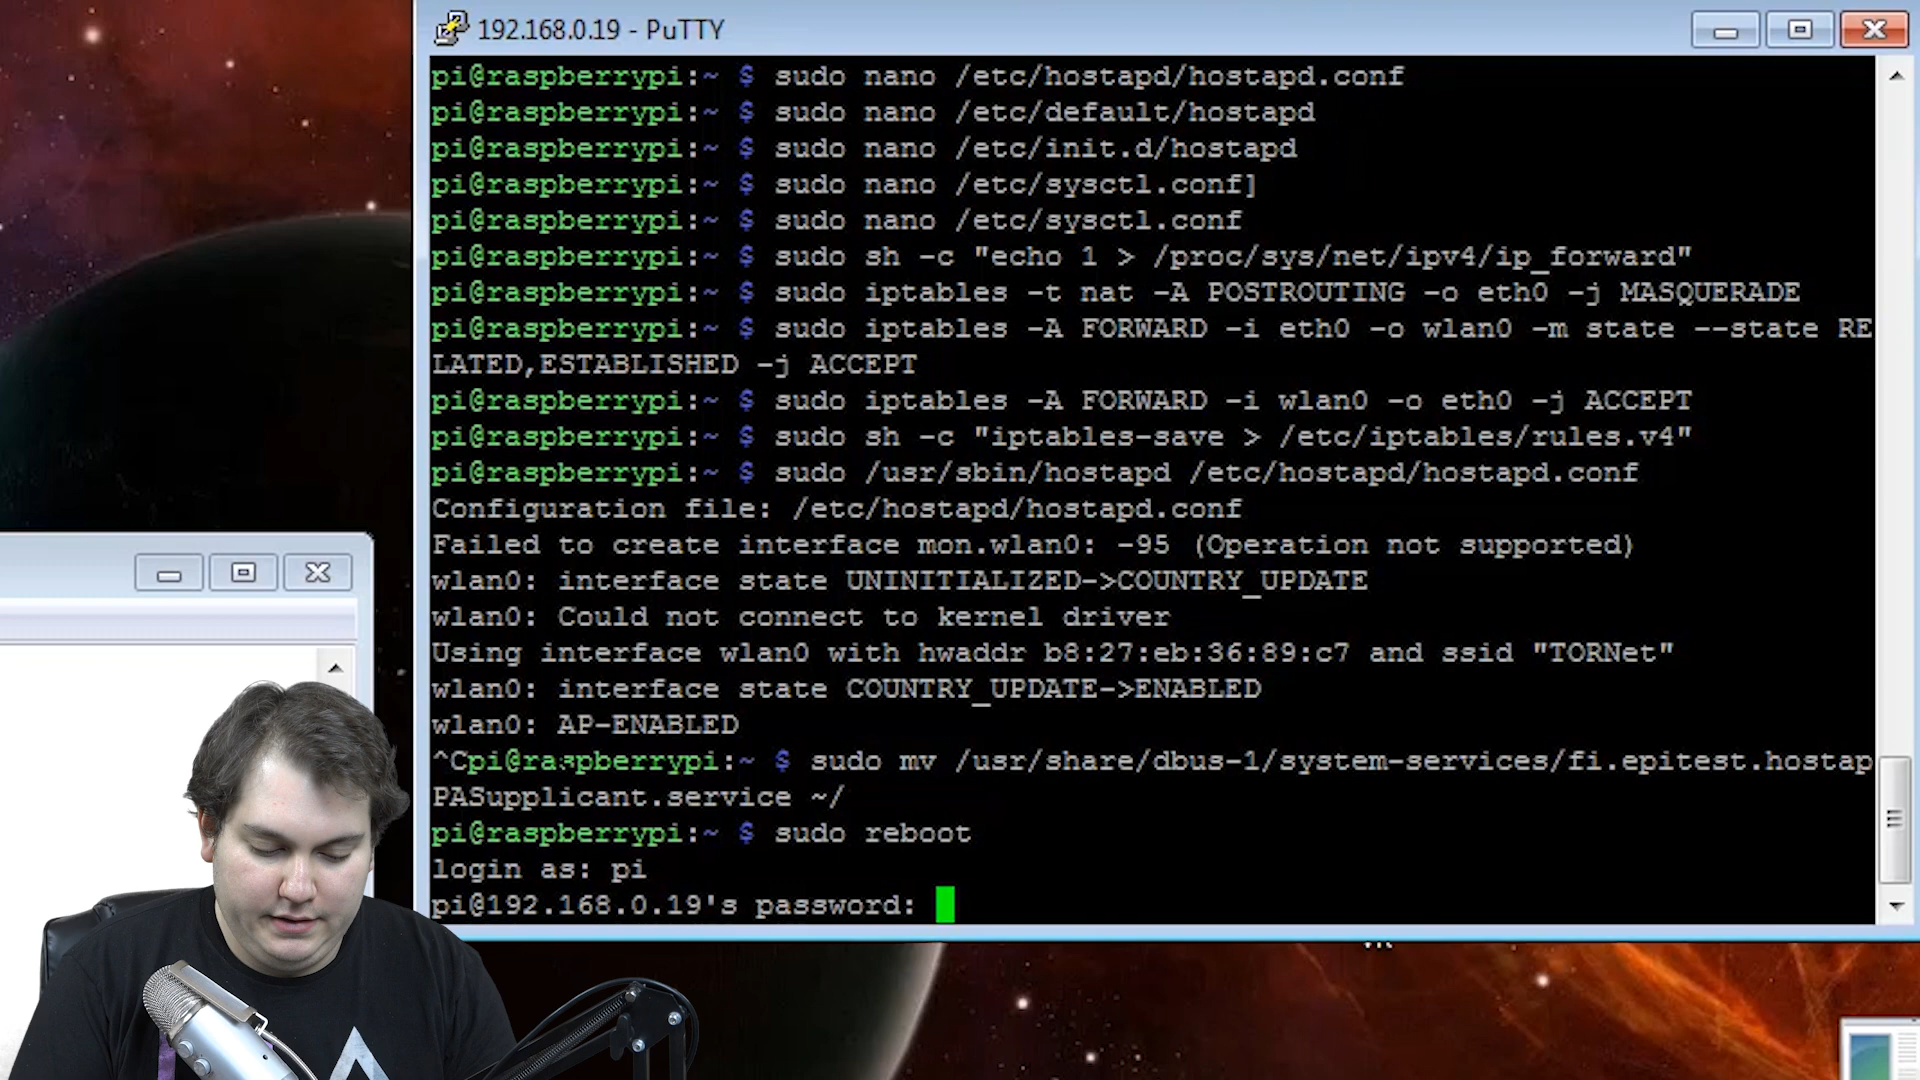 192.168.0.19 - PuTTY
pi@raspberrypi:~ $ sudo nano /etc/hostapd/hostapd.conf
pi@raspberrypi:~ $ sudo nano /etc/default/hostapd
pi@raspberrypi:~ $ sudo nano /etc/init.d/hostapd
pi@raspberrypi:~ $ sudo nano /etc/sysctl.conf]
pi@raspberrypi:~ $ sudo nano /etc/sysctl.conf
pi@raspberrypi:~ $ sudo sh -c "echo 1 > /proc/sys/net/ipv4/ip_forward"
pi@raspberrypi:~ $ sudo iptables -t nat -A POSTROUTING -o eth0 -j MASQUERADE
pi@raspberrypi:~ $ sudo iptables -A FORWARD -i eth0 -o wlan0 -m state --state RE
LATED,ESTABLISHED -j ACCEPT
pi@raspberrypi:~ $ sudo iptables -A FORWARD -i wlan0 -o eth0 -j ACCEPT
pi@raspberrypi:~ $ sudo sh -c "iptables-save > /etc/iptables/rules.v4"
pi@raspberrypi:~ $ sudo /usr/sbin/hostapd /etc/hostapd/hostapd.conf
Configuration file: /etc/hostapd/hostapd.conf
Failed to create interface mon.wlan0: -95 (Operation not supported)
wlan0: interface state UNINITIALIZED->COUNTRY_UPDATE
wlan0: Could not connect to kernel driver
Using interface wlan0 with hwaddr b8:27:eb:36:89:c7 and ssid "TORNet"
wlan0: interface state COUNTRY_UPDATE->ENABLED
wlan0: AP-ENABLED
^Cpi@raspberrypi:~ $ sudo mv /usr/share/dbus-1/system-services/fi.epitest.hostap
PASupplicant.service ~/
pi@raspberrypi:~ $ sudo reboot
login as: pi
pi@192.168.0.19's password: